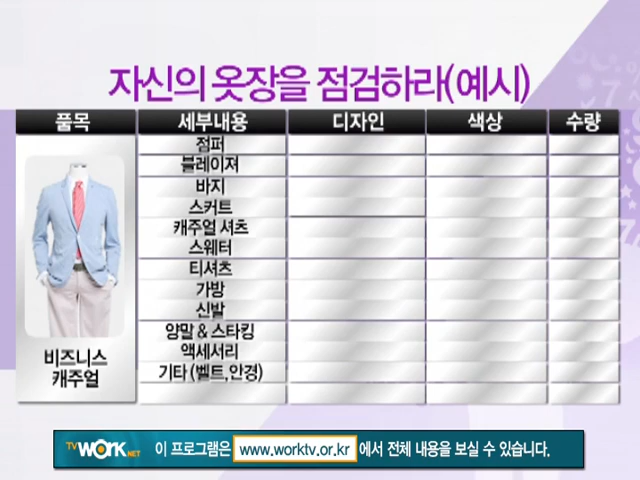 자신의 옷장을 점검하라(예시)
품목 세부내용 디자인 색상 수량
점퍼
블레이져
바지
스커트
캐주얼 셔츠
스웨터
티셔츠
가방
신발
양말 & 스타킹
액세서리
기타 (벨트,안경)
비즈니스
캐주얼
TV WORK.NET 이 프로그램은 www.worktv.or.kr 에서 전체 내용을 보실 수 있습니다.